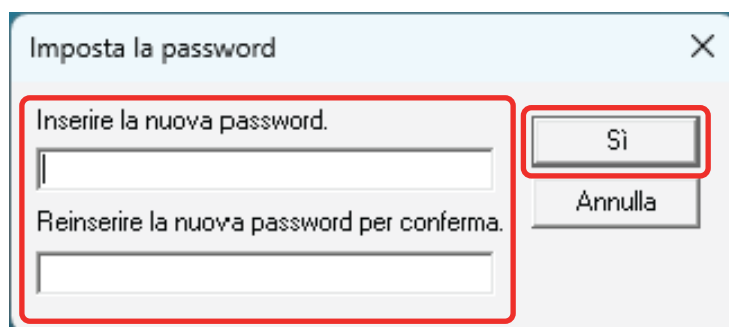 Imposta la password
Inserire la nuova password.
Sì
Annulla
Reinserire la nuova password per conferma.